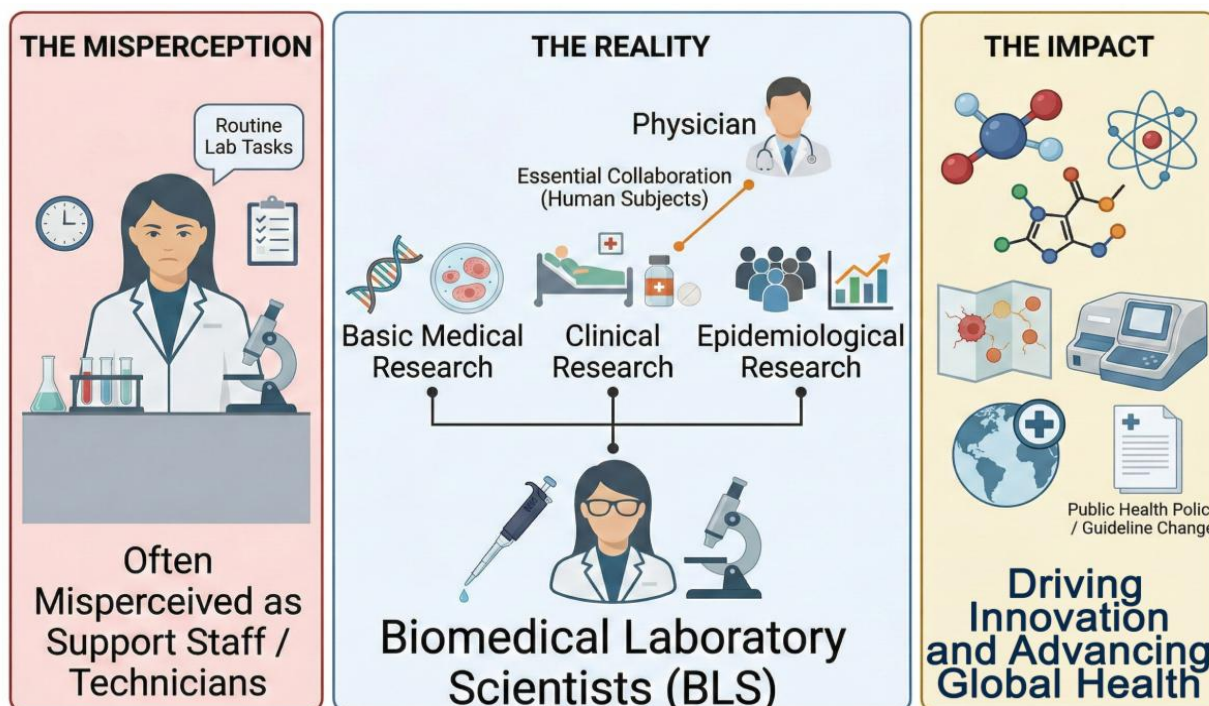 THE MISPERCEPTION
Routine
Lab Tasks
Often
Misperceived as
Support Staff /
Technicians
THE REALITY
Physician
Essential Collaboration
(Human Subjects)
Basic Medical
Research
Clinical
Research
Epidemiological
Research
Biomedical Laboratory
Scientists (BLS)
THE IMPACT
Public Health Polic
/ Guideline Change
Driving
Innovation
and Advancing
Global Health